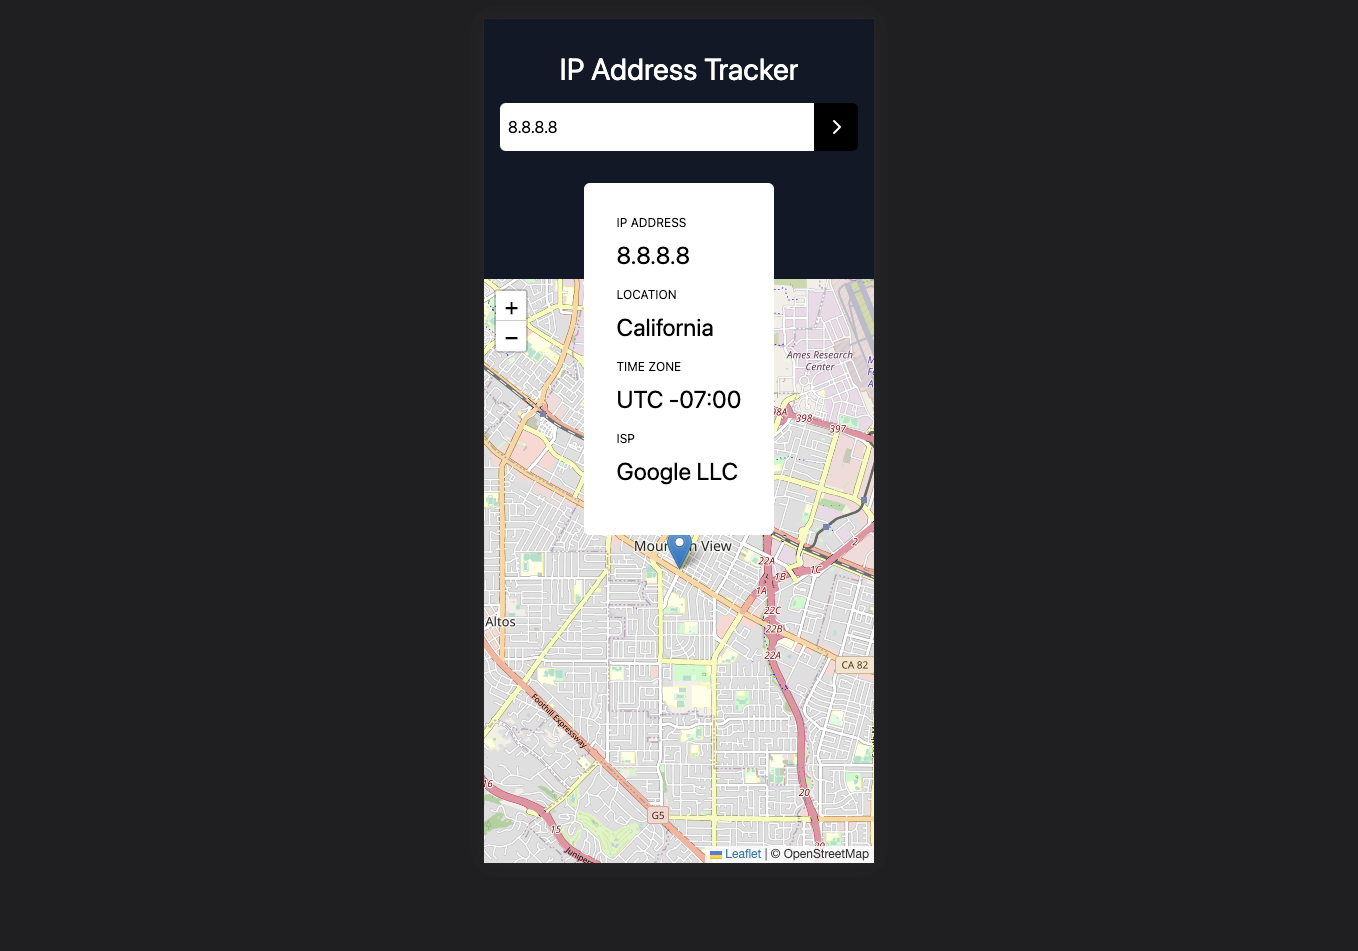 IP Address Tracker
8.8.8.8
IP ADDRESS
8.8.8.8
LOCATION
California
TIME ZONE
UTC -07:00
ISP
Google LLC
+
−
Ames Research
Center
398
397
Mountain View
22A
2
1C
1B
1A
22C
22B
22A
Altos
CA 82
Foothill Expressway
20
G5
15
Leaflet | © OpenStreetMap